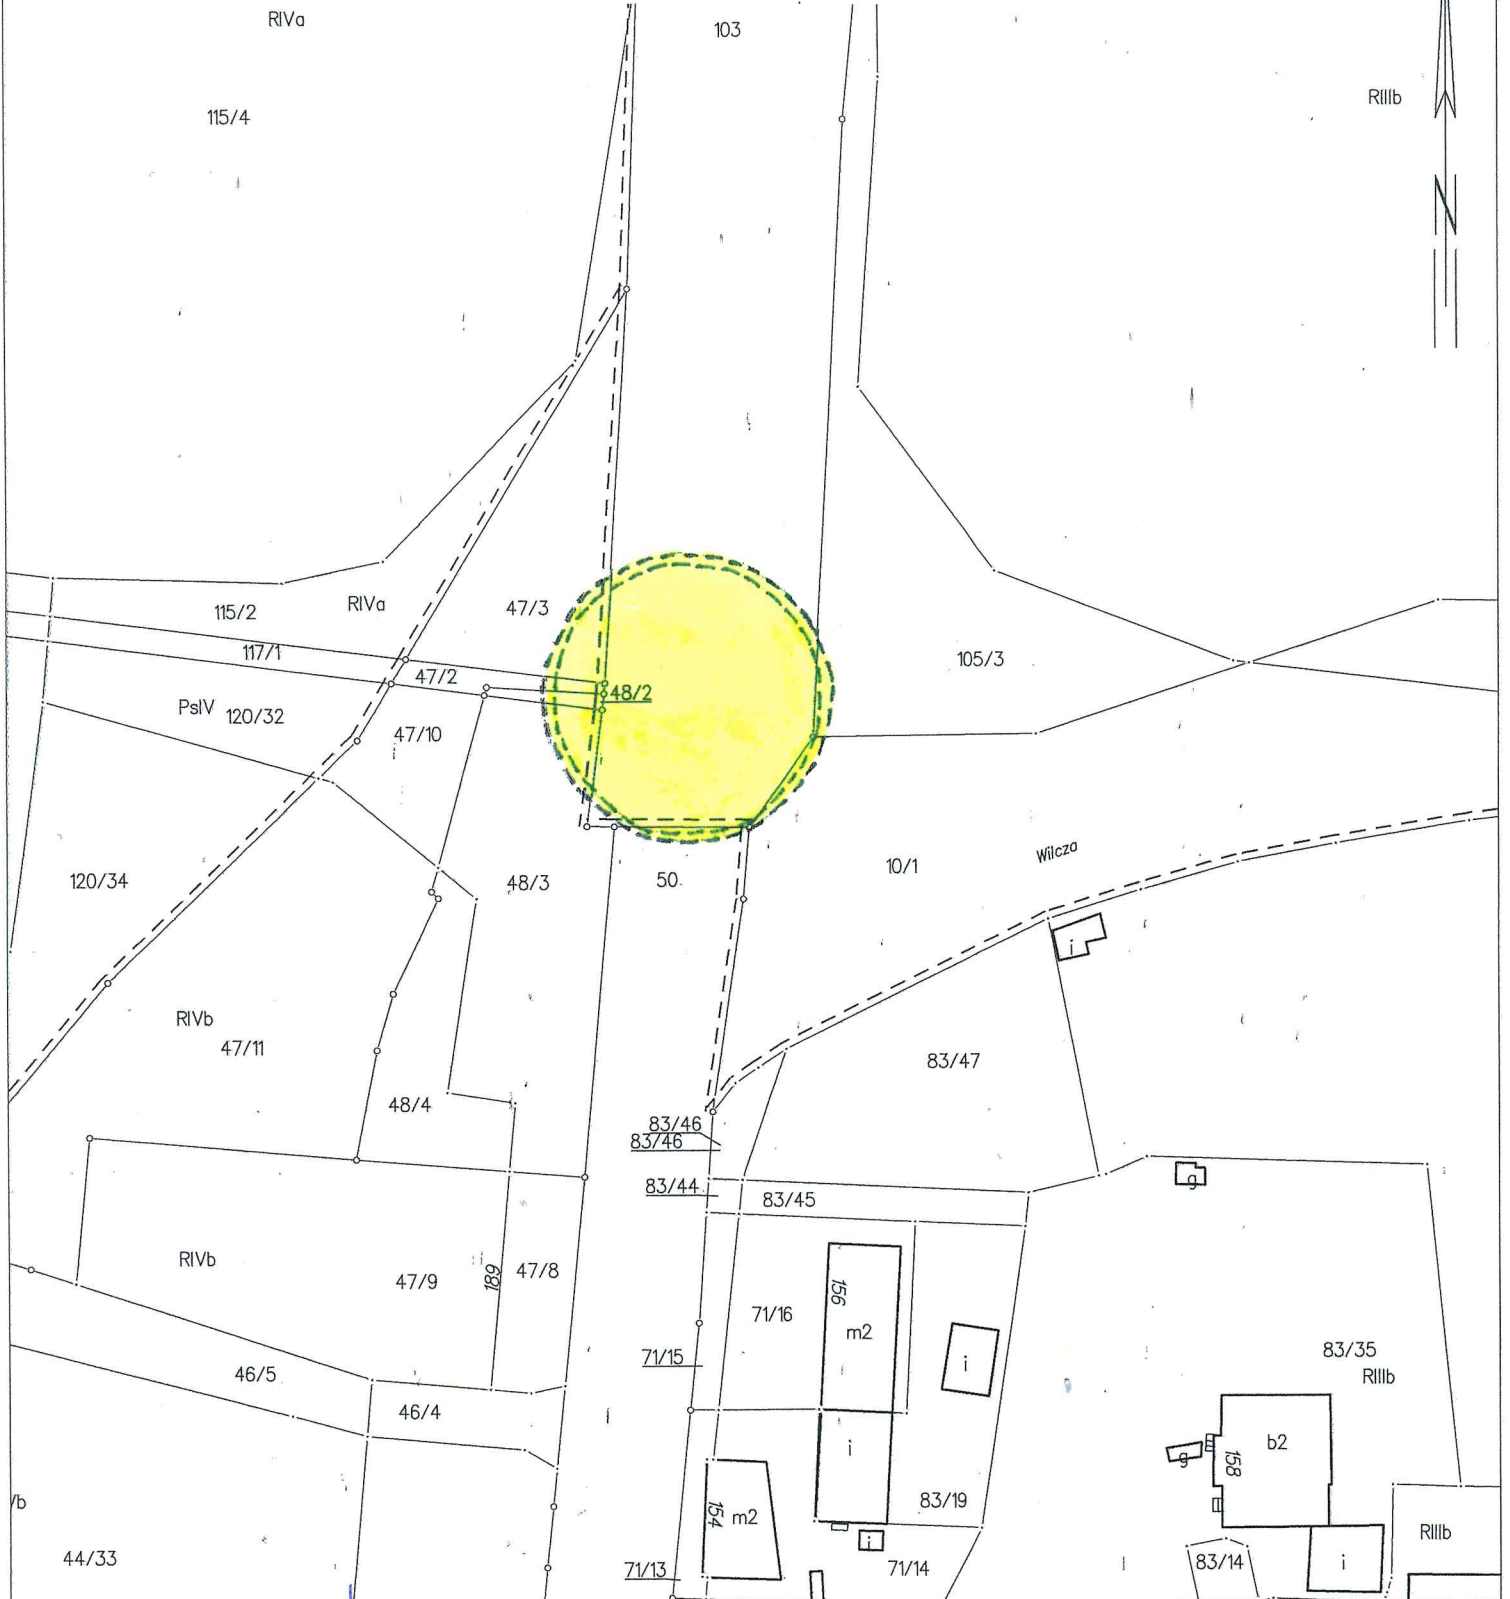 RIVa
103
RIIIb
115/4
N
RIVa
47/3
115/2
117/1
105/3
47/2
48/2
PsIV
120/32
47/10
Wilcza
10/1
120/34
48/3
50
i
RIVb
47/11
83/47
48/4
83/46
83/46
g
83/44
83/45
RIVb
47/8
47/9
189
156
71/16
m2
83/35
71/15
i
RIIIb
46/5
46/4
i
b2
g
158
83/19
/b
154
m2
RIIIb
i
44/33
71/13
71/14
83/14
i